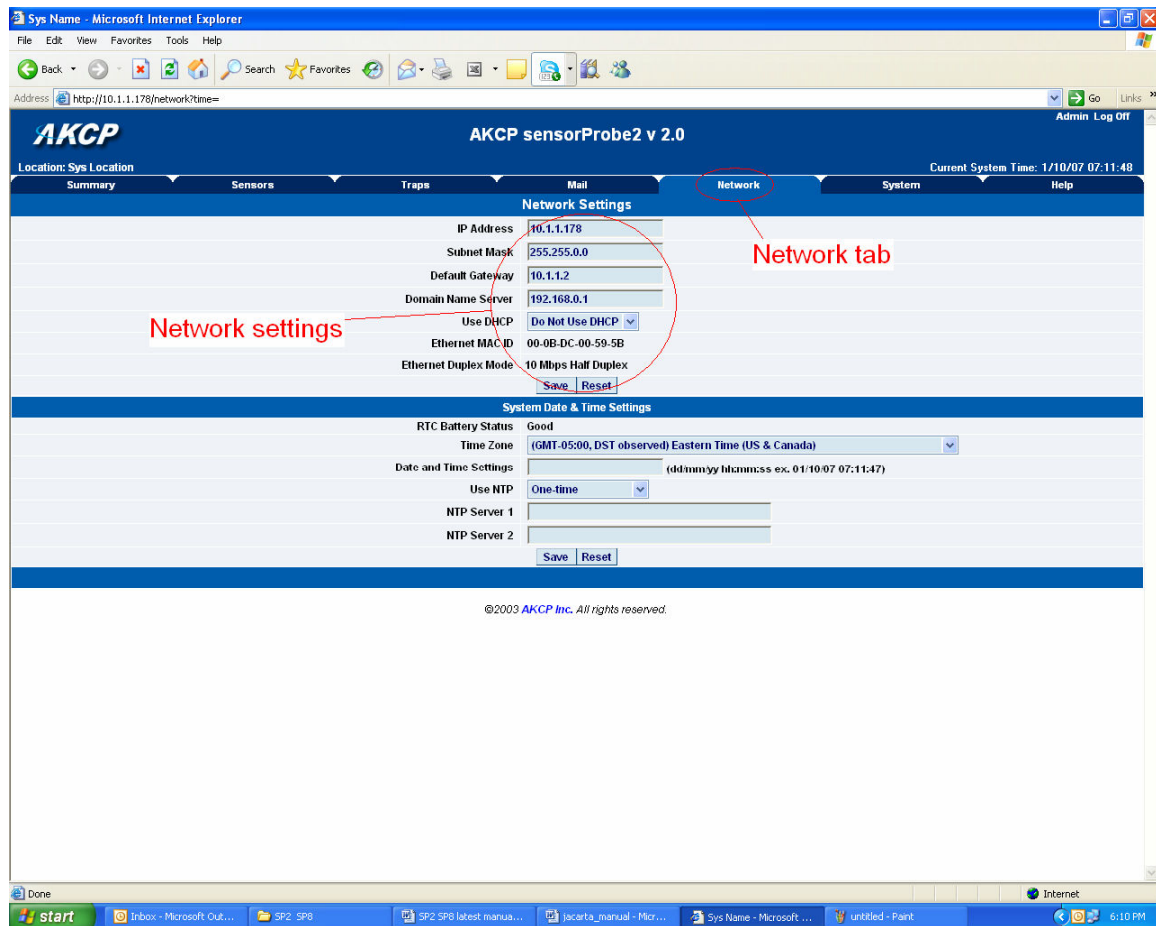 Sys Name - Microsoft Internet Explorer
File Edit View Favorites Tools Help
Back Search Favorites
Address http://10.1.1.178/network?time= Go Links »
Admin Log Off
AKCP AKCP sensorProbe2 v 2.0
Location: Sys Location Current System Time: 1/10/07 07:11:48
Summary Sensors Traps Mail Network System Help
Network Settings
IP Address 10.1.1.178
Subnet Mask 255.255.0.0
Network tab
Default Gateway 10.1.1.2
Domain Name Server 192.168.0.1
Network settings
Use DHCP Do Not Use DHCP
Ethernet MAC ID 00-0B-DC-00-59-5B
Ethernet Duplex Mode 10 Mbps Half Duplex
Save Reset
System Date & Time Settings
RTC Battery Status Good
Time Zone (GMT-05:00, DST observed) Eastern Time (US & Canada)
Date and Time Settings (dd/mm/yy hh:mm:ss ex. 01/10/07 07:11:47)
Use NTP One-time
NTP Server 1
NTP Server 2
Save Reset
©2003 AKCP Inc. All rights reserved.
Done Internet
start Inbox - Microsoft Out... SP2 SP8 SP2 SP8 latest manua... jacarta_manual - Micr... Sys Name - Microsoft ... untitled - Paint 6:10 PM